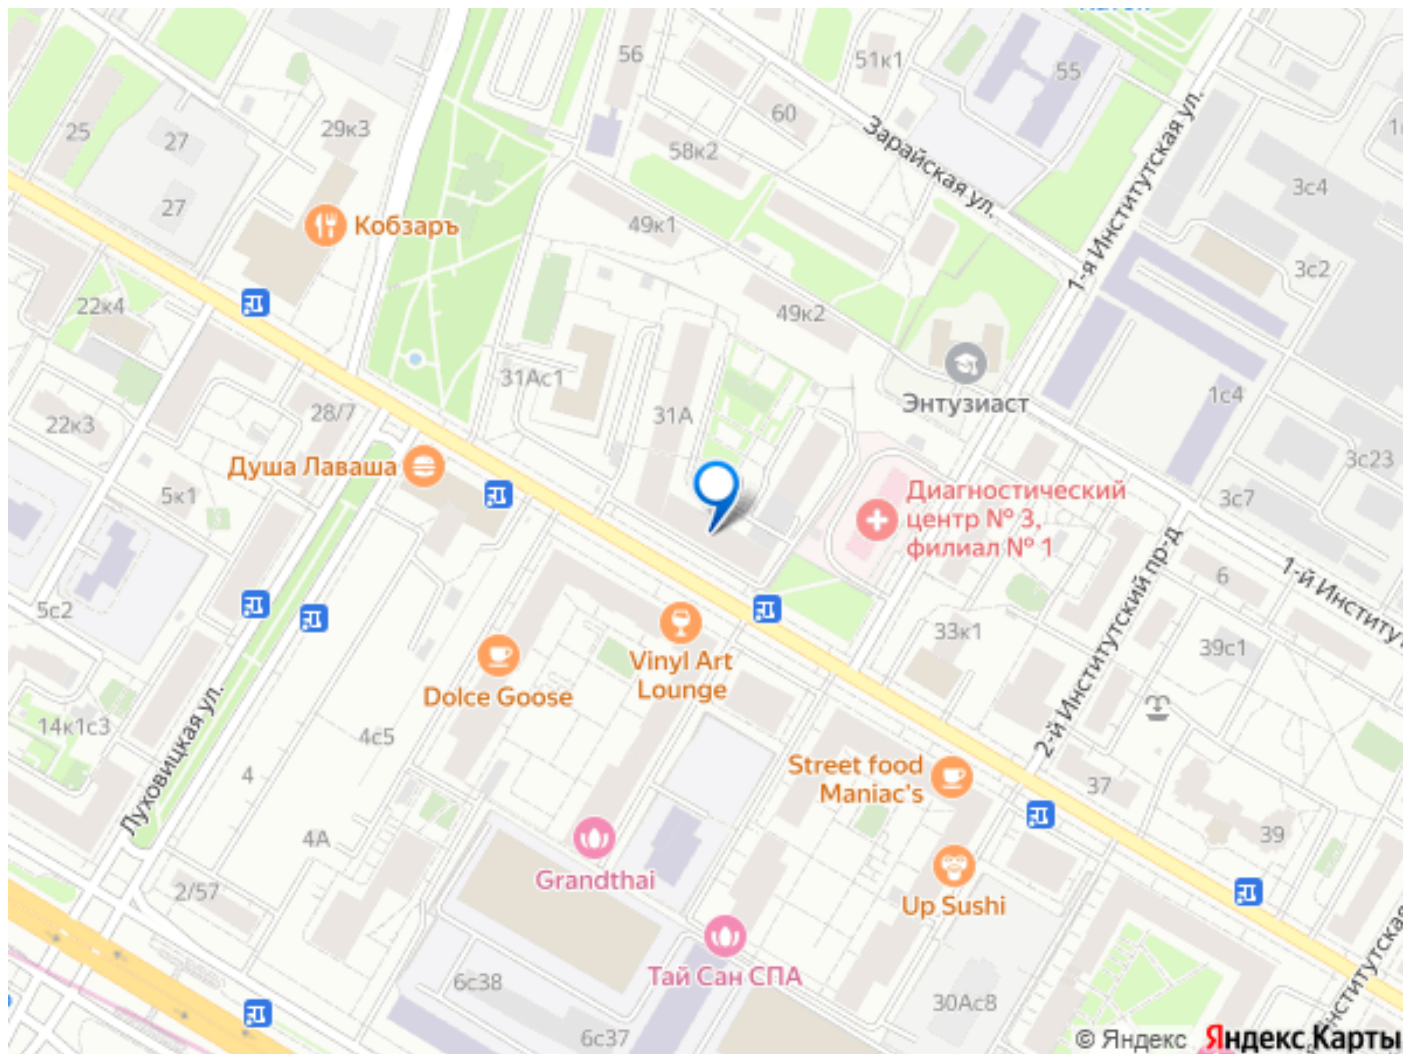 56
51к1
55
25
27
29к3
60
58к2
Зарайская ул.
1-я Институтская ул.
3с4
27
Кобзаръ
49к1
3с2
22к4
49к2
31Ас1
31А
Энтузиаст
1с4
28/7
22к3
Душа Лаваша
3с23
5к1
3с7
Диагностический
центр № 3,
филиал № 1
2-й Институтский пр-д
6
5с2
33к1
39с1
Vinyl Art
Lounge
Dolce Goose
14к1с3
4с5
Луховицкая ул.
4
Street food
Maniac's
37
4А
39
Grandthai
2/57
Up Sushi
Тай Сан СПА
6с38
30Ас8
6с37
© Яндекс Яндекс Карты